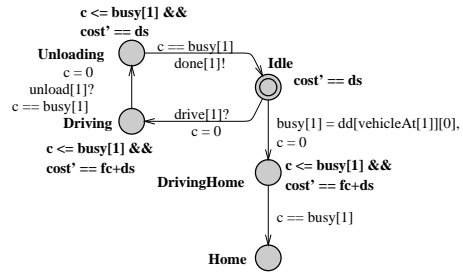 c <= busy[1] &&
cost' == ds
Unloading
c == busy[1]
done[1]!
Idle
cost' == ds
c = 0
unload[1]?
c == busy[1]
drive[1]?
c = 0
Driving
c <= busy[1] &&
cost' == fc+ds
busy[1] = dd[vehicleAt[1]][0],
c = 0
c <= busy[1] &&
cost' == fc+ds
DrivingHome
c == busy[1]
Home